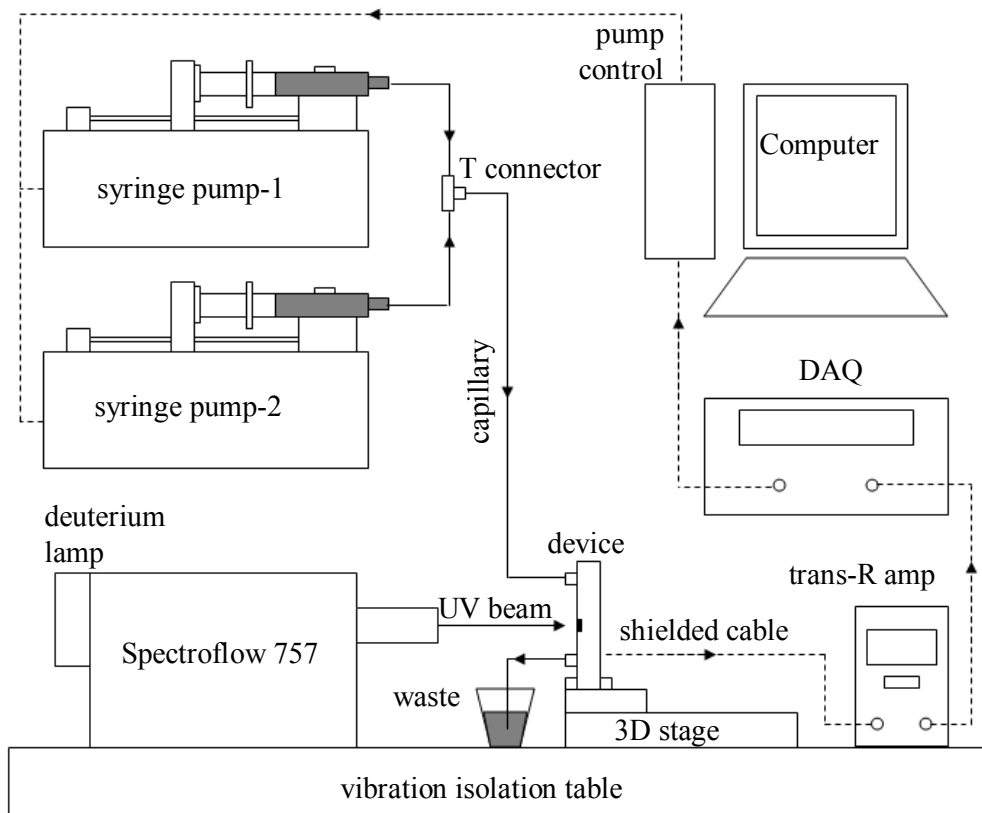 pump
control
Computer
T connector
syringe pump-1
syringe pump-2
capillary
DAQ
deuterium
lamp
device
trans-R amp
UV beam
shielded cable
Spectroflow 757
waste
3D stage
vibration isolation table